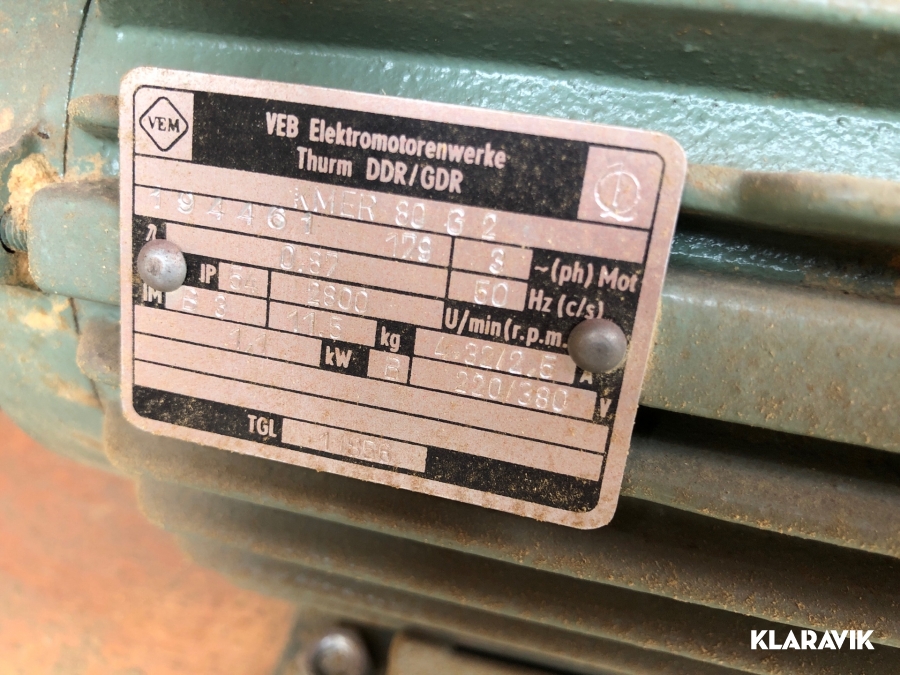 VEM
VEB Elektromotorenwerke
Thurm DDR/GDR
KMER 80 G 2
194461 179 3 ~(ph) Mot
0.87 50 Hz (c/s)
IP 54 2800 U/min(r.p.m.
IM B 3 11.5 kg 4.32/2.5 A
1.1 kW 220/380 V
TGL
KLARAVIK